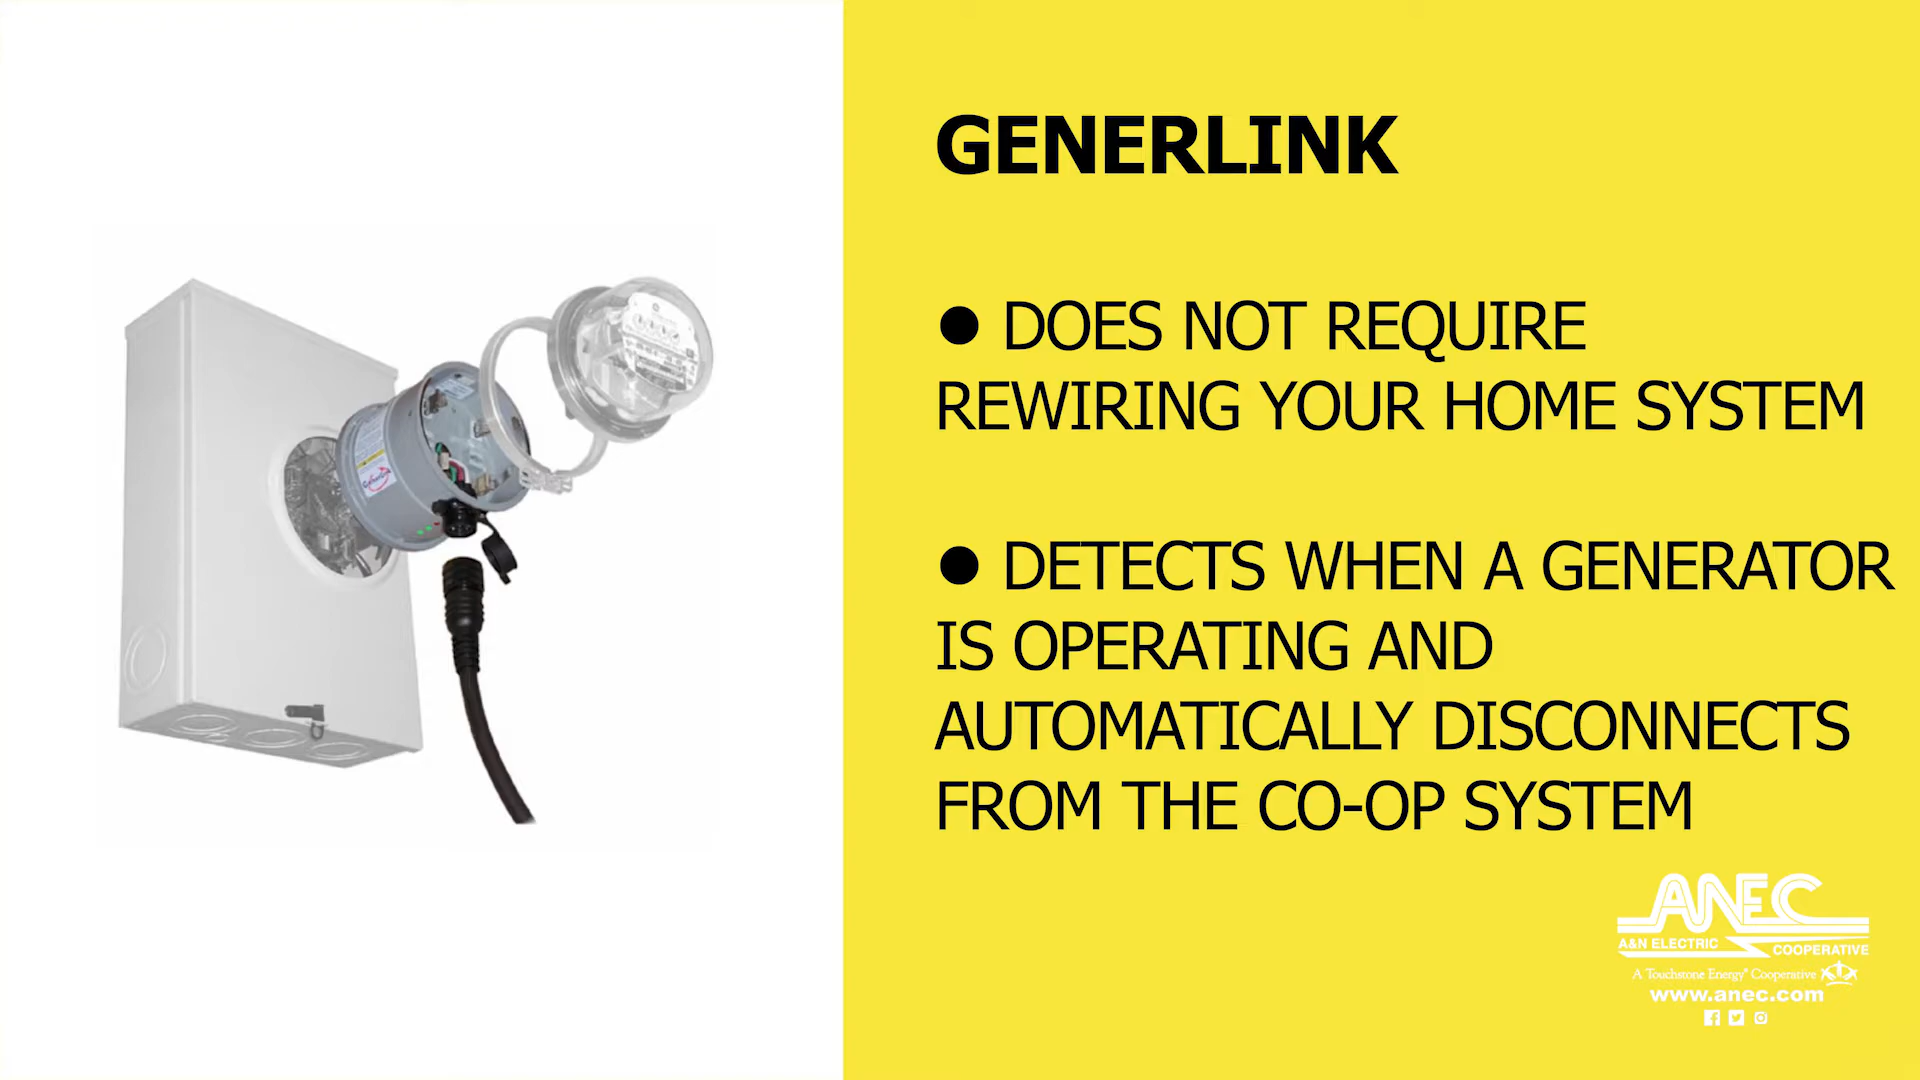 GENERLINK
● DOES NOT REQUIRE
REWIRING YOUR HOME SYSTEM
● DETECTS WHEN A GENERATOR
IS OPERATING AND
AUTOMATICALLY DISCONNECTS
FROM THE CO-OP SYSTEM
ANEC
A&N ELECTRIC COOPERATIVE
A Touchstone Energy® Cooperative
www.anec.com